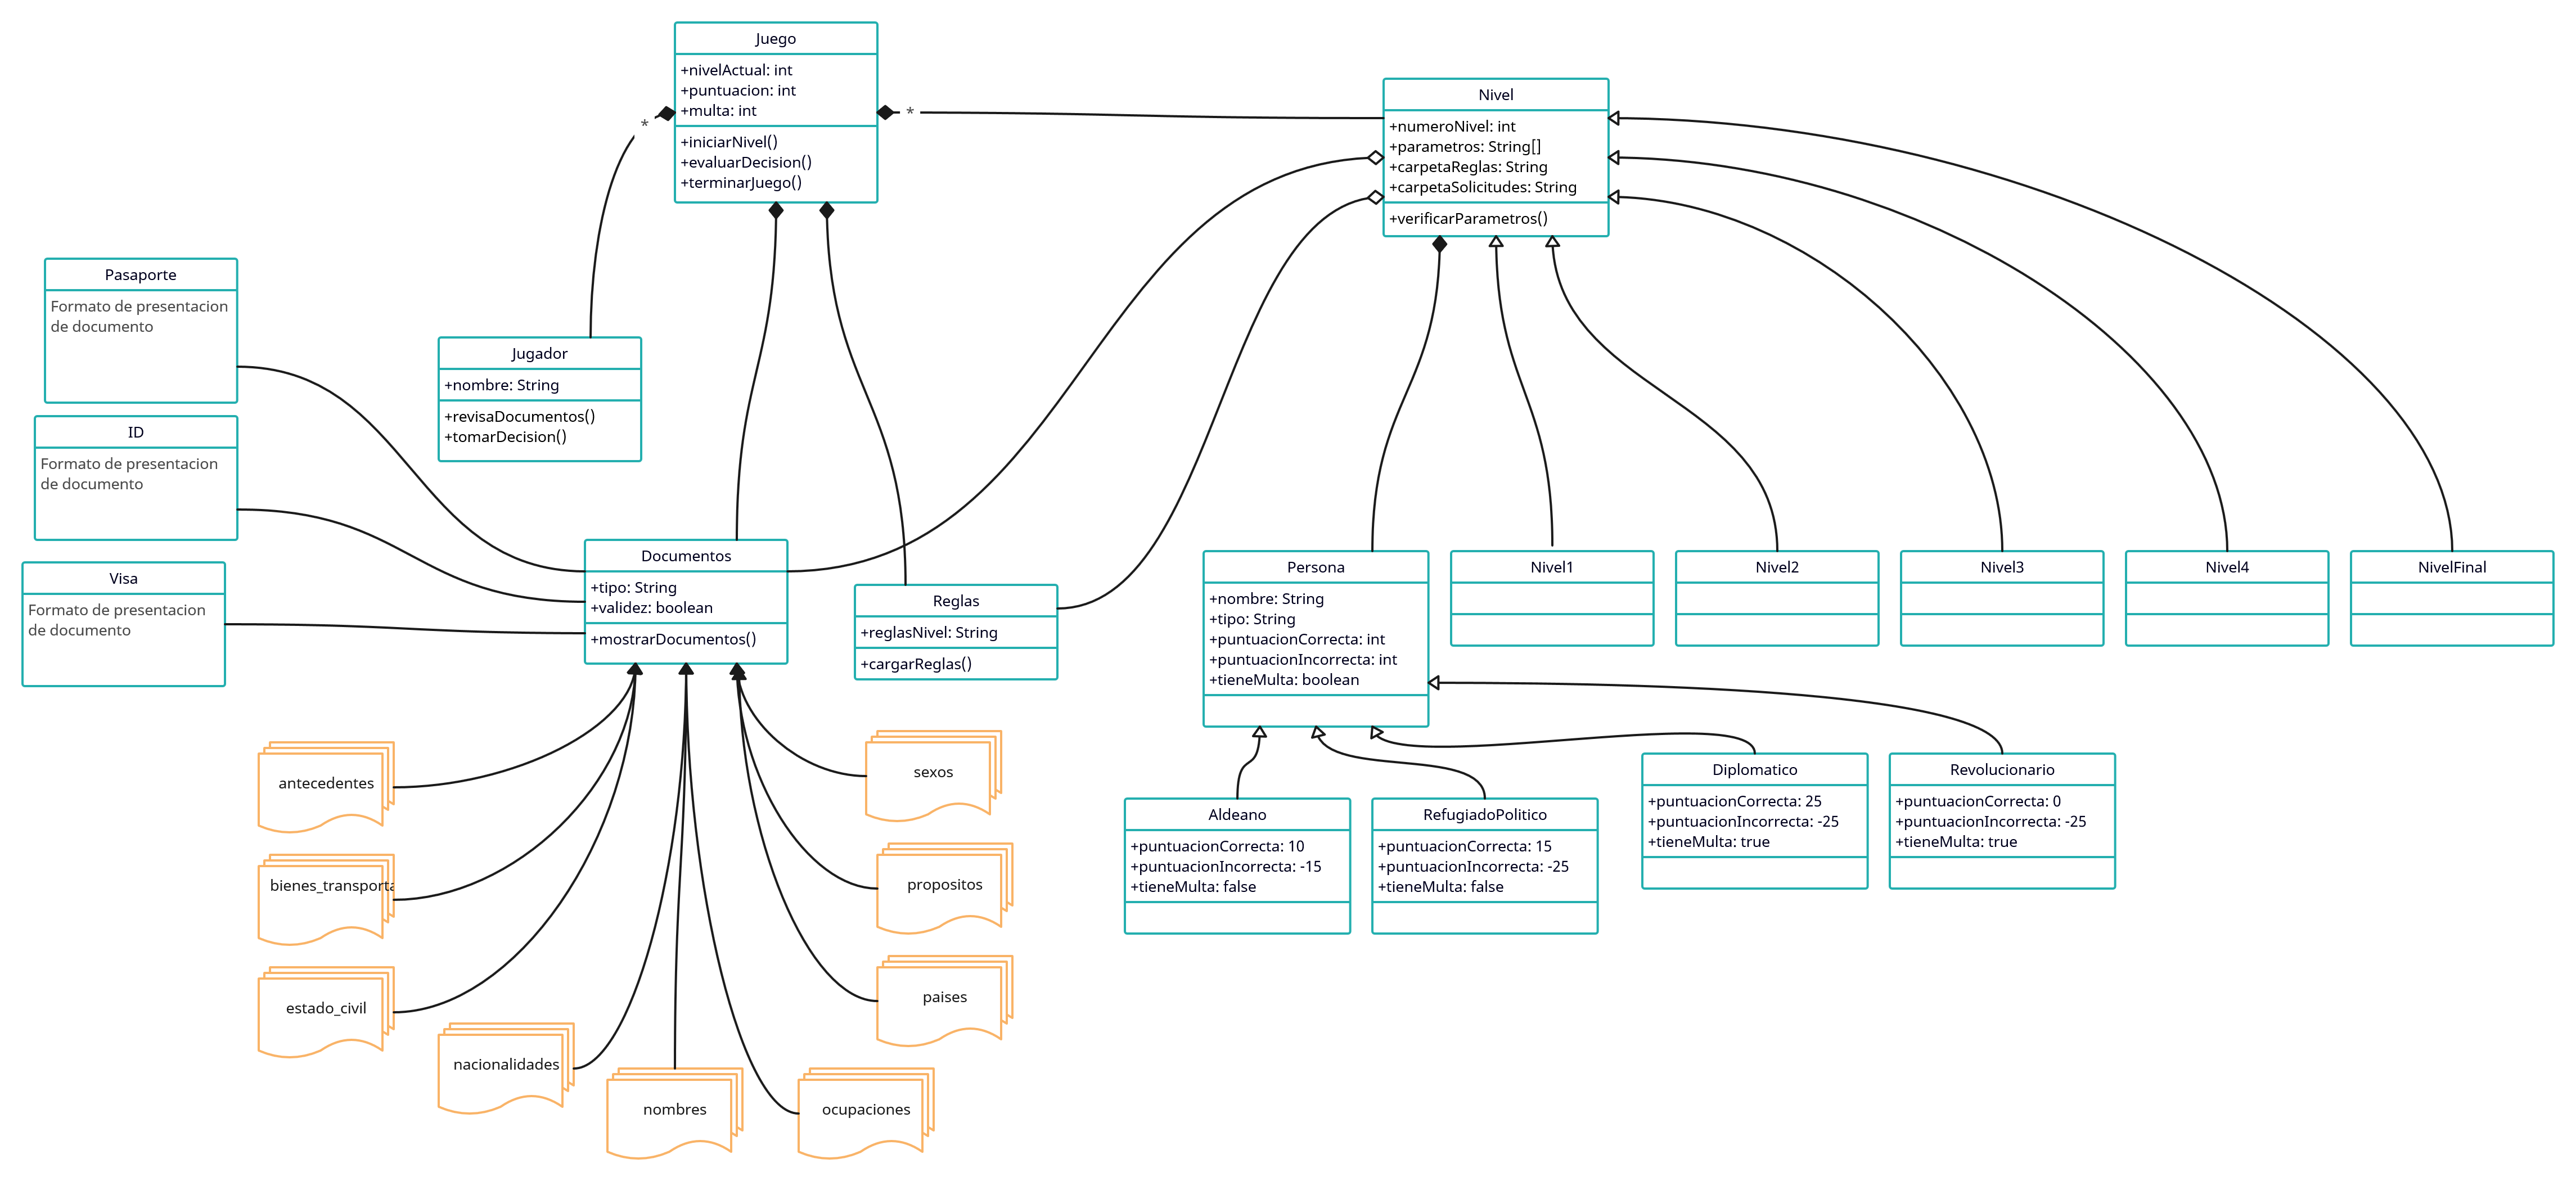 Juego
+nivelActual: int
+puntuacion: int
+multa: int
+iniciarNivel()
+evaluarDecision()
+terminarJuego()
*
*
Nivel
+numeroNivel: int
+parametros: String[]
+carpetaReglas: String
+carpetaSolicitudes: String
+verificarParametros()
Pasaporte
Formato de presentacion
de documento
ID
Formato de presentacion
de documento
Visa
Formato de presentacion
de documento
Jugador
+nombre: String
+revisaDocumentos()
+tomarDecision()
Documentos
+tipo: String
+validez: boolean
+mostrarDocumentos()
Reglas
+reglasNivel: String
+cargarReglas()
Persona
+nombre: String
+tipo: String
+puntuacionCorrecta: int
+puntuacionIncorrecta: int
+tieneMulta: boolean
Nivel1
Nivel2
Nivel3
Nivel4
NivelFinal
Aldeano
+puntuacionCorrecta: 10
+puntuacionIncorrecta: -15
+tieneMulta: false
RefugiadoPolitico
+puntuacionCorrecta: 15
+puntuacionIncorrecta: -25
+tieneMulta: false
Diplomatico
+puntuacionCorrecta: 25
+puntuacionIncorrecta: -25
+tieneMulta: true
Revolucionario
+puntuacionCorrecta: 0
+puntuacionIncorrecta: -25
+tieneMulta: true
antecedentes
bienes_transporta
estado_civil
nacionalidades
nombres
ocupaciones
sexos
propositos
paises